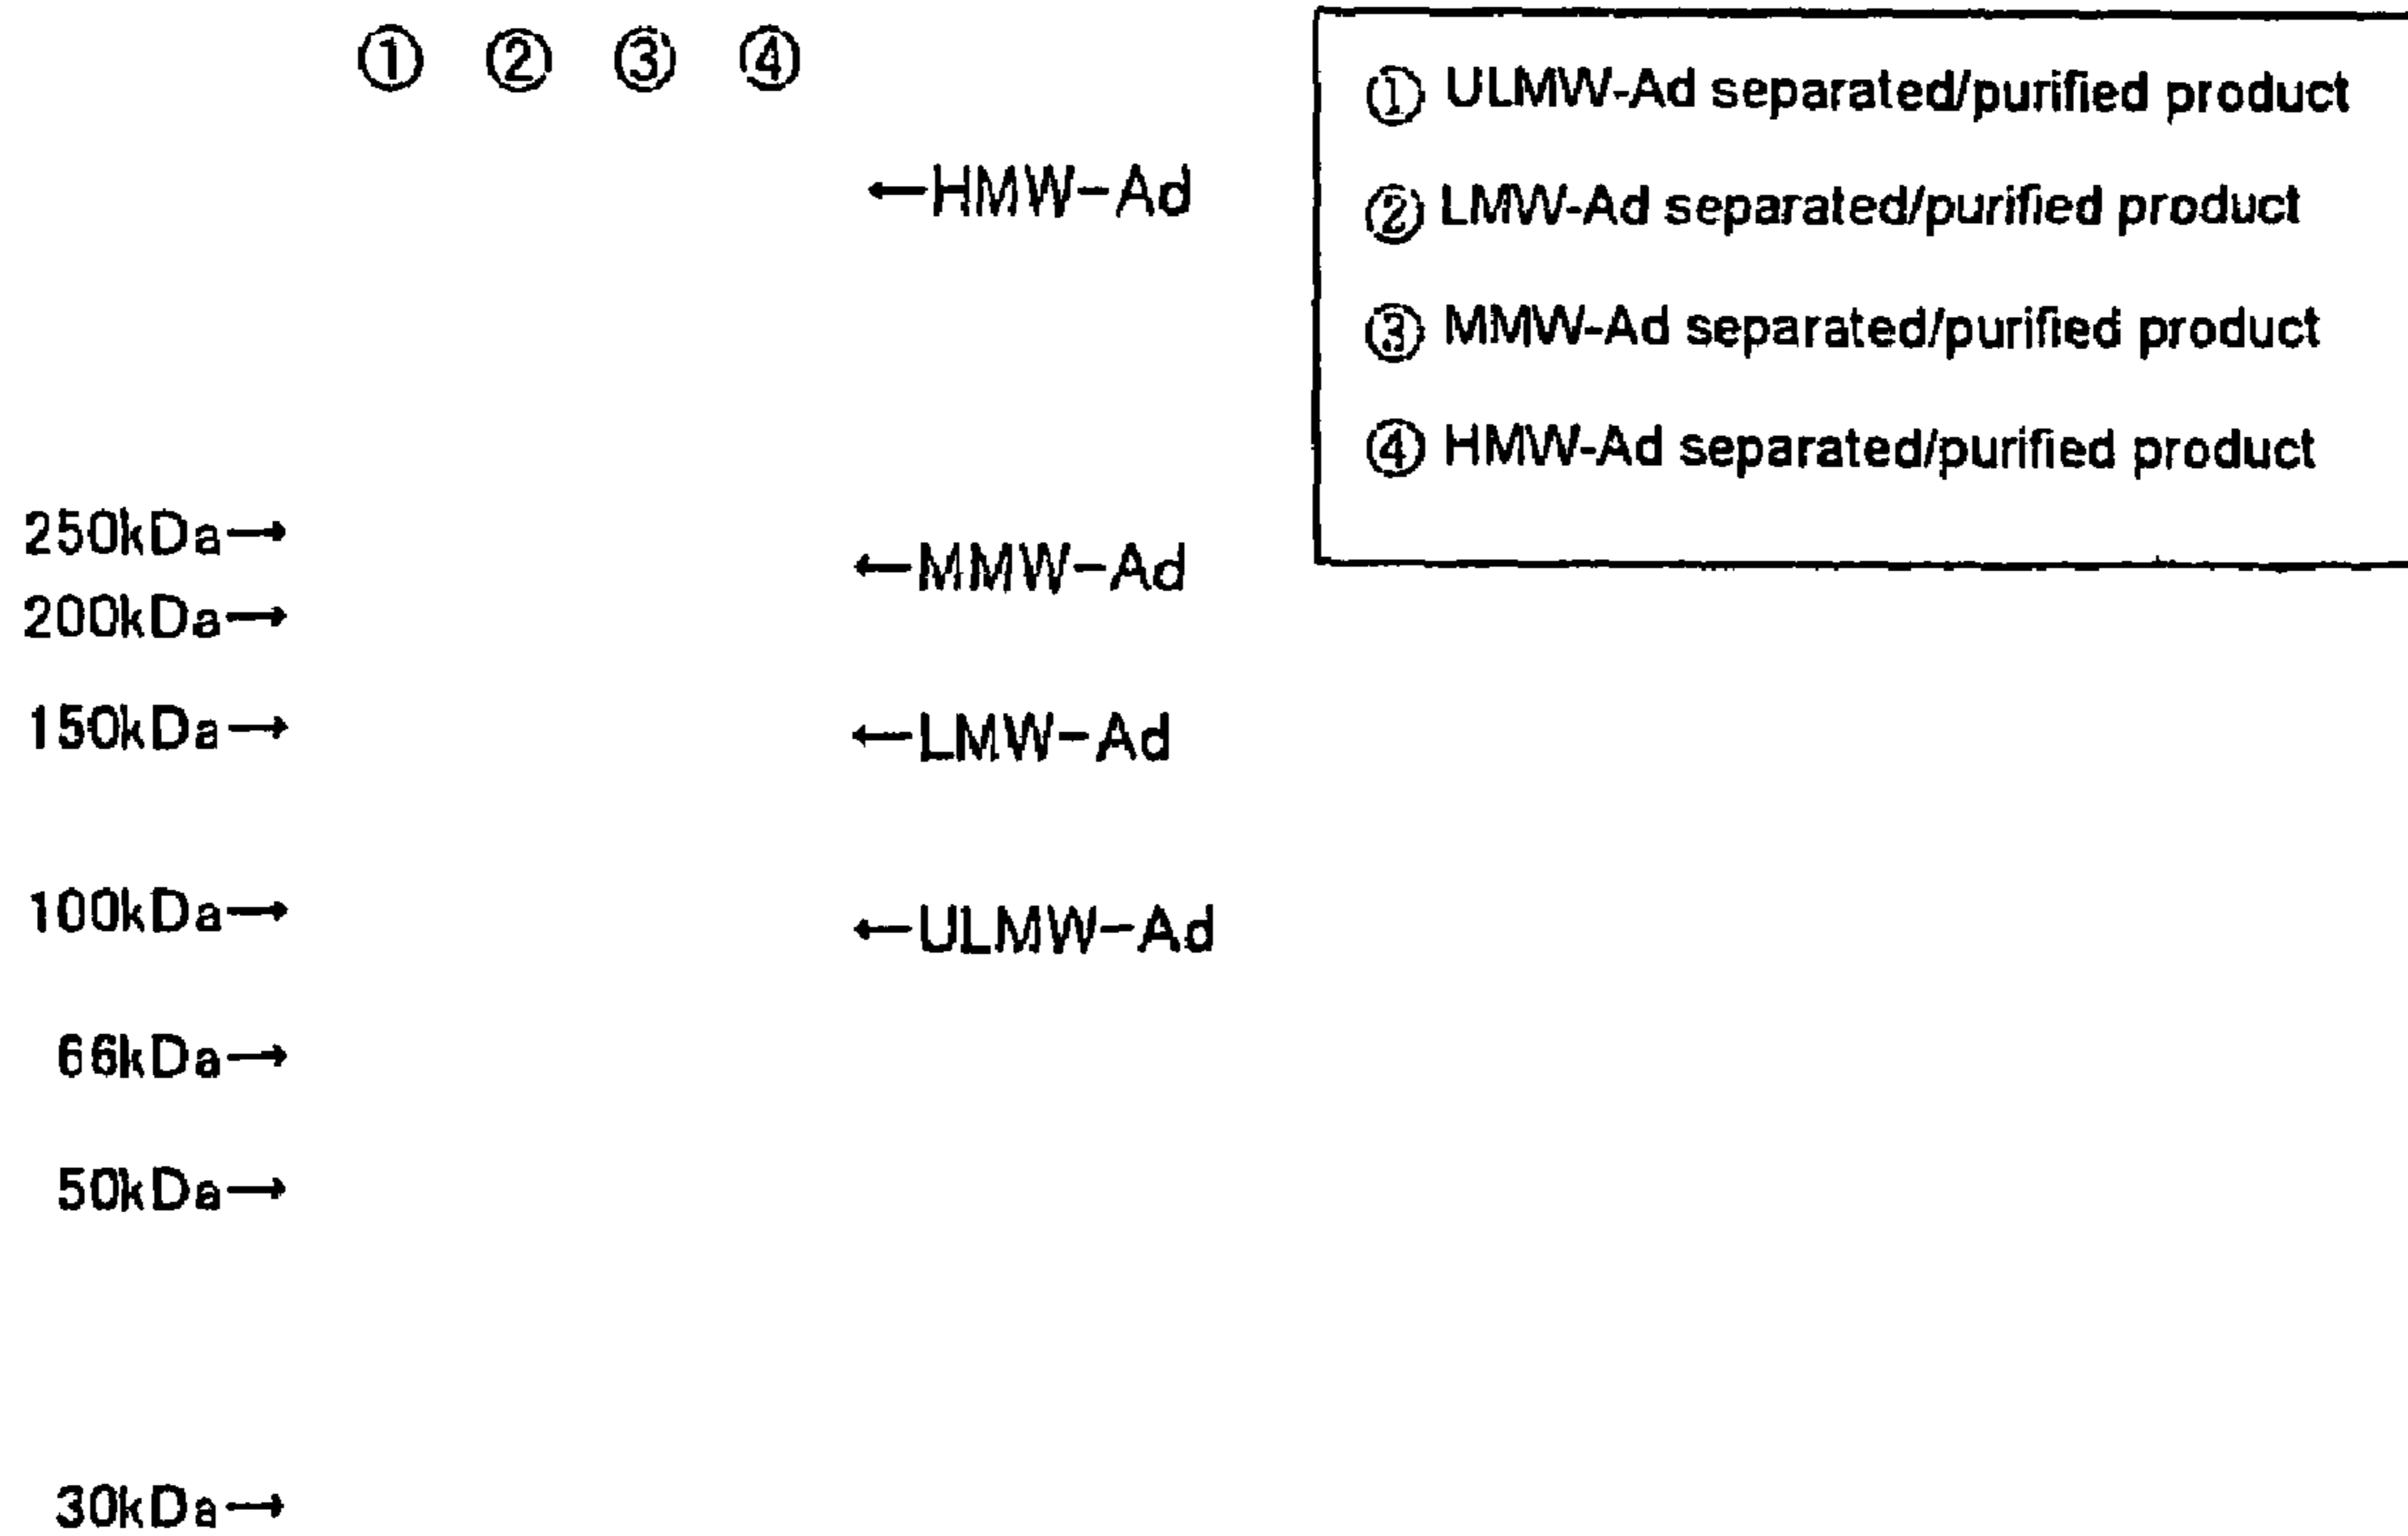 ① ② ③ ④
←HMW-Ad
250kDa→
←MMW-Ad
200kDa→
150kDa→
←LMW-Ad
100kDa→
←ULMW-Ad
66kDa→
50kDa→
30kDa→
① ULMW-Ad separated/purified product
② LMW-Ad separated/purified product
③ MMW-Ad separated/purified product
④ HMW-Ad separated/purified product